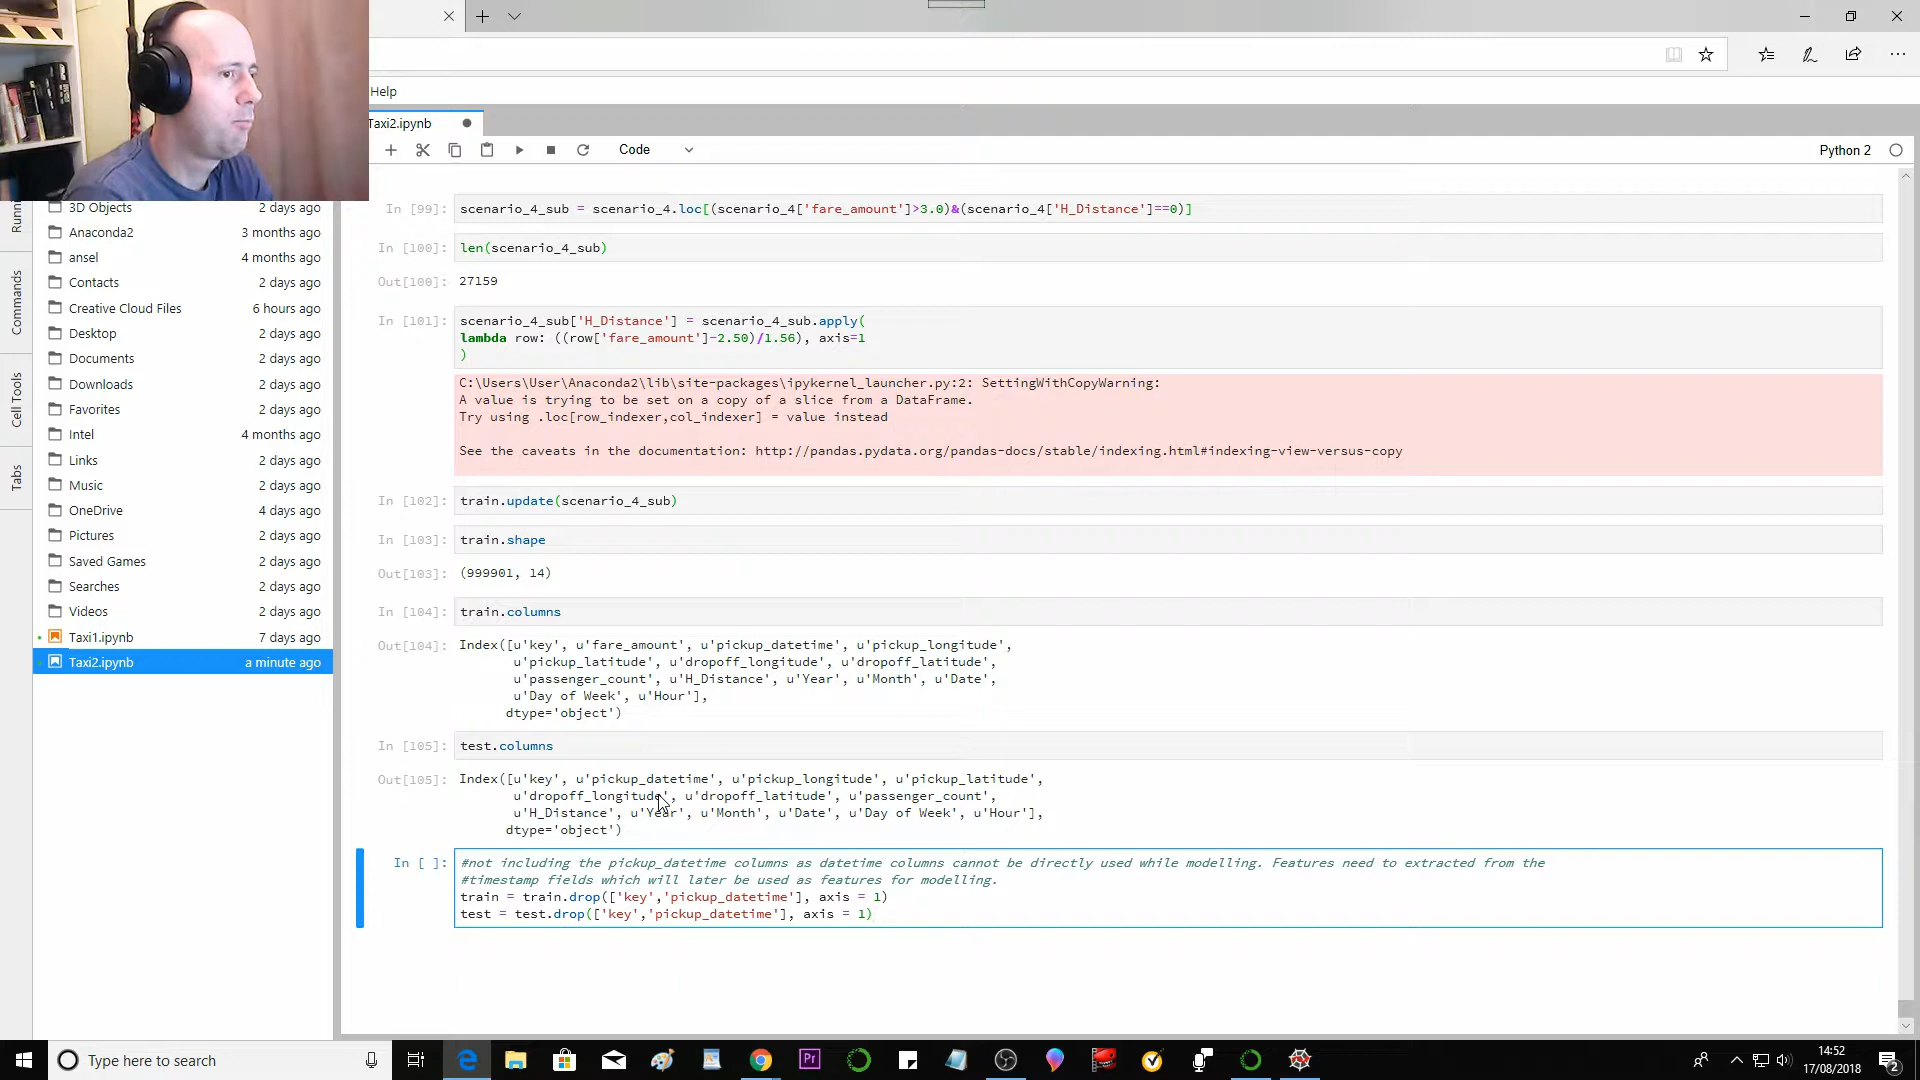 Help
Taxi2.ipynb
Code
Python 2
3D Objects 2 days ago
Anaconda2 3 months ago
ansel 4 months ago
Contacts 2 days ago
Creative Cloud Files 6 hours ago
Desktop 2 days ago
Documents 2 days ago
Downloads 2 days ago
Favorites 2 days ago
Intel 4 months ago
Links 2 days ago
Music 2 days ago
OneDrive 4 days ago
Pictures 2 days ago
Saved Games 2 days ago
Searches 2 days ago
Videos 2 days ago
Taxi1.ipynb 7 days ago
Taxi2.ipynb a minute ago
Commands
Cell Tools
Tabs
In [99]: scenario_4_sub = scenario_4.loc[(scenario_4['fare_amount']>3.0)&(scenario_4['H_Distance']==0)]
In [100]: len(scenario_4_sub)
Out[100]: 27159
In [101]: scenario_4_sub['H_Distance'] = scenario_4_sub.apply(
lambda row: ((row['fare_amount']-2.50)/1.56), axis=1
)
C:\Users\User\Anaconda2\lib\site-packages\ipykernel_launcher.py:2: SettingWithCopyWarning:
A value is trying to be set on a copy of a slice from a DataFrame.
Try using .loc[row_indexer,col_indexer] = value instead
See the caveats in the documentation: http://pandas.pydata.org/pandas-docs/stable/indexing.html#indexing-view-versus-copy
In [102]: train.update(scenario_4_sub)
In [103]: train.shape
Out[103]: (999901, 14)
In [104]: train.columns
Out[104]: Index([u'key', u'fare_amount', u'pickup_datetime', u'pickup_longitude',
u'pickup_latitude', u'dropoff_longitude', u'dropoff_latitude',
u'passenger_count', u'H_Distance', u'Year', u'Month', u'Date',
u'Day of Week', u'Hour'],
dtype='object')
In [105]: test.columns
Out[105]: Index([u'key', u'pickup_datetime', u'pickup_longitude', u'pickup_latitude',
u'dropoff_longitude', u'dropoff_latitude', u'passenger_count',
u'H_Distance', u'Year', u'Month', u'Date', u'Day of Week', u'Hour'],
dtype='object')
In [ ]: #not including the pickup_datetime columns as datetime columns cannot be directly used while modelling. Features need to extracted from the
#timestamp fields which will later be used as features for modelling.
train = train.drop(['key','pickup_datetime'], axis = 1)
test = test.drop(['key','pickup_datetime'], axis = 1)
Type here to search
Pr
14:52
17/08/2018
2